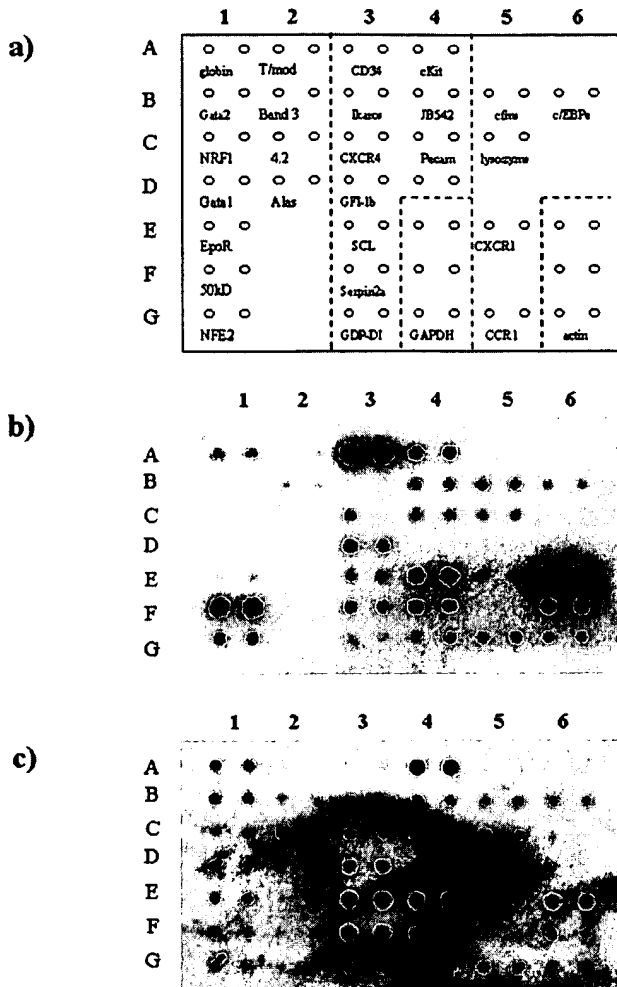 1 2 3 4 5 6
a)
A
globin T/mod CD34 cKit
B
Gata2 Band 3 Ikaros JB542 cfms c/EBPe
C
NRF1 4.2 CXCR4 Pecam lysozyme
D
Gata1 Alas GFI-1b
E
EpoR SCL CXCR1
F
50kD Serpin2a
G
NFE2 GDP-DI GAPDH CCR1 actin
1 2 3 4 5 6
b)
A
B
C
D
E
F
G
1 2 3 4 5 6
c)
A
B
C
D
E
F
G